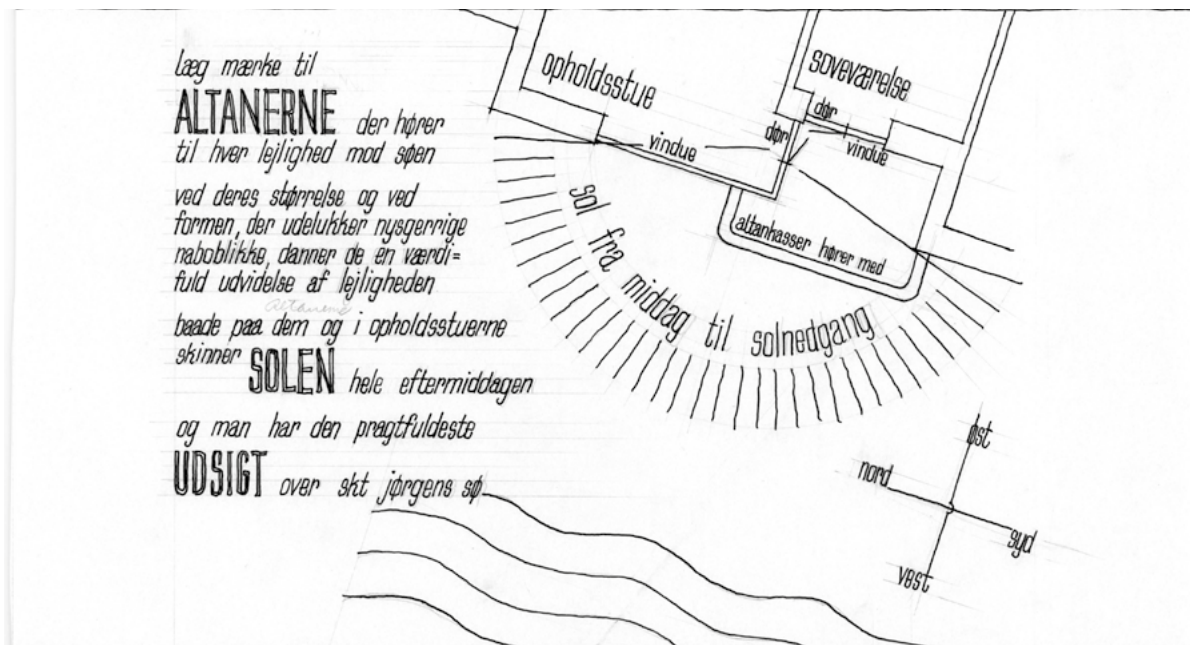 læg mærke til
ALTANERNE der hører
til hver lejlighed mod søen
ved deres størrelse og ved
formen, der udelukker nysgerrige
naboblikke, danner de en værdi=
fuld udvidelse af lejligheden
Altanerne
baade paa dem og i opholdsstuerne
skinner SOLEN hele eftermiddagen
og man har den pragtfuldeste
UDSIGT over skt jørgens sø
opholdsstue
soveværelse
dør
dør
vindue
vindue
altankasser hører med
sol fra middag til solnedgang
øst
nord
syd
vest